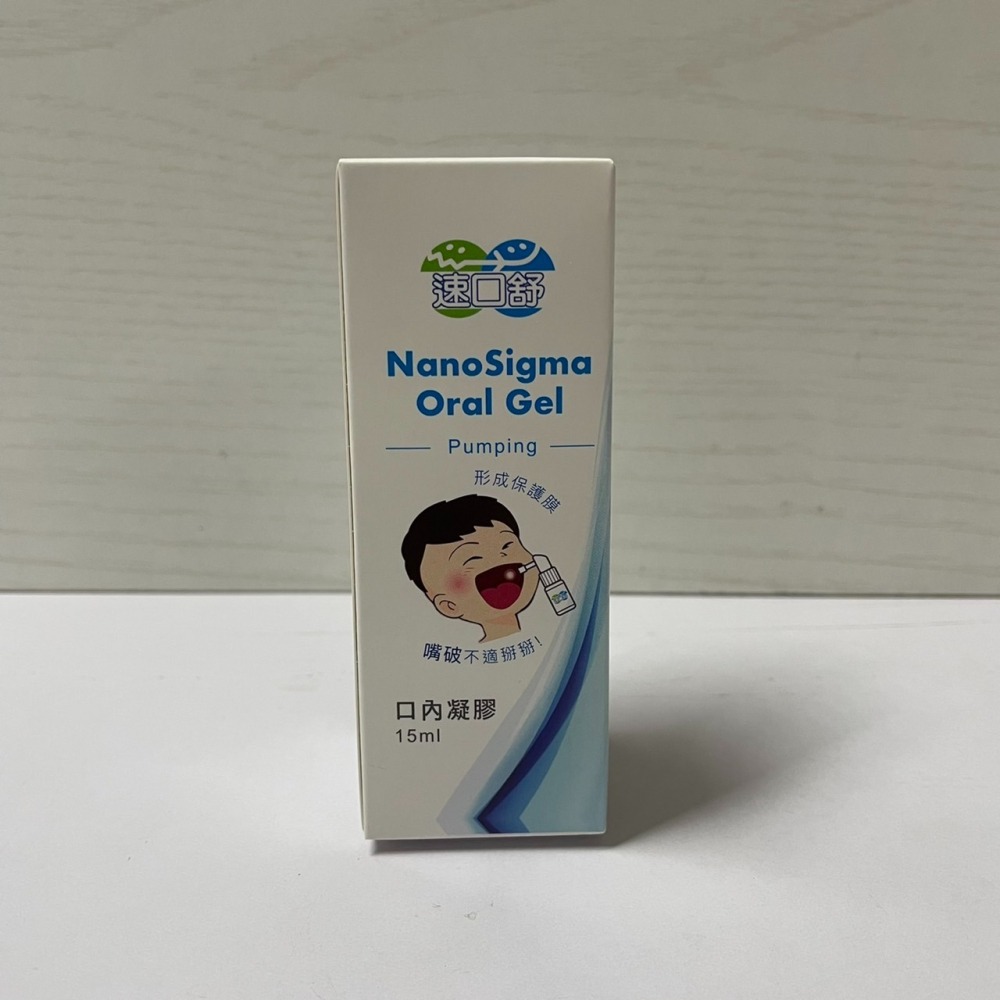 速口舒
NanoSigma
Oral Gel
Pumping
形成保護膜
嘴破不適掰掰!
口內凝膠
15ml